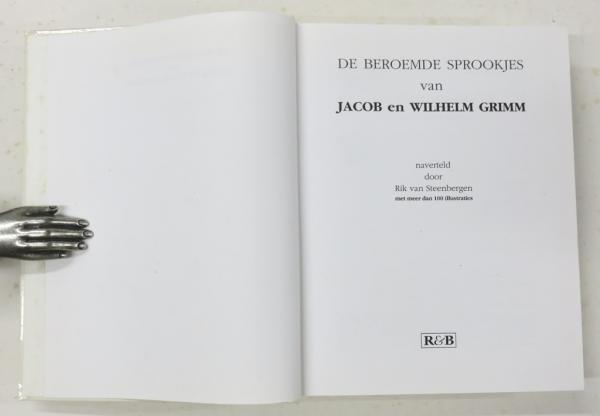 DE BEROEMDE SPROOKJES
van
JACOB en WILHELM GRIMM
naverteld
door
Rik van Steenbergen
met meer dan 100 illustraties
R&B